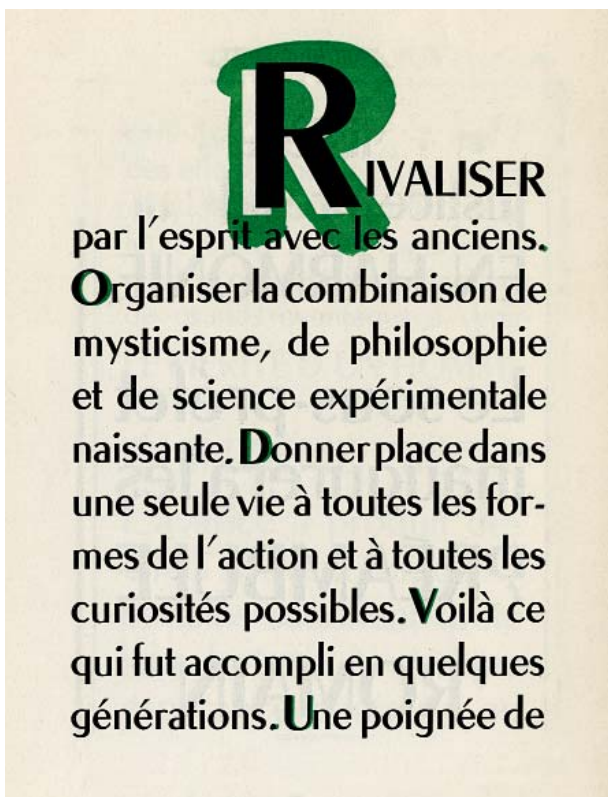 RIVALISER
par l'esprit avec les anciens.
Organiser la combinaison de
mysticisme, de philosophie
et de science expérimentale
naissante. Donner place dans
une seule vie à toutes les for-
mes de l'action et à toutes les
curiosités possibles. Voilà ce
qui fut accompli en quelques
générations. Une poignée de